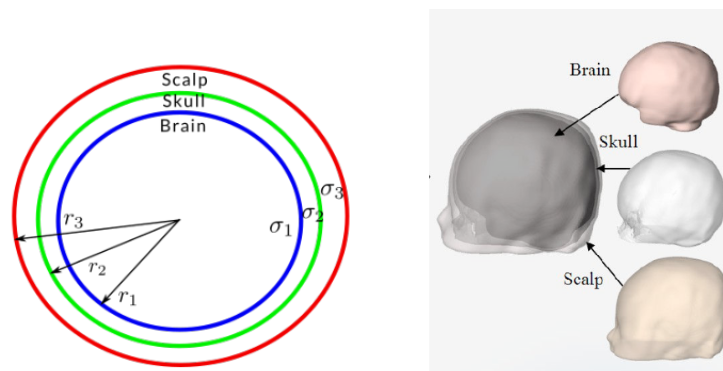 Scalp
Skull
Brain
σ₃
σ₂
σ₁
r₃
r₂
r₁
Brain
Skull
Scalp